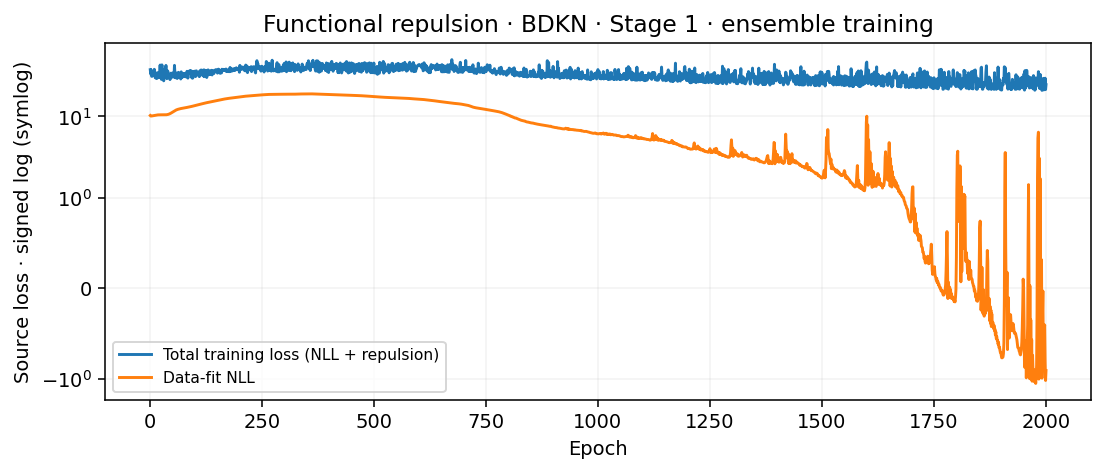 Functional repulsion · BDKN · Stage 1 · ensemble training
Source loss · signed log (symlog)
10¹
10⁰
0
−10⁰
Total training loss (NLL + repulsion)
Data-fit NLL
0 250 500 750 1000 1250 1500 1750 2000
Epoch